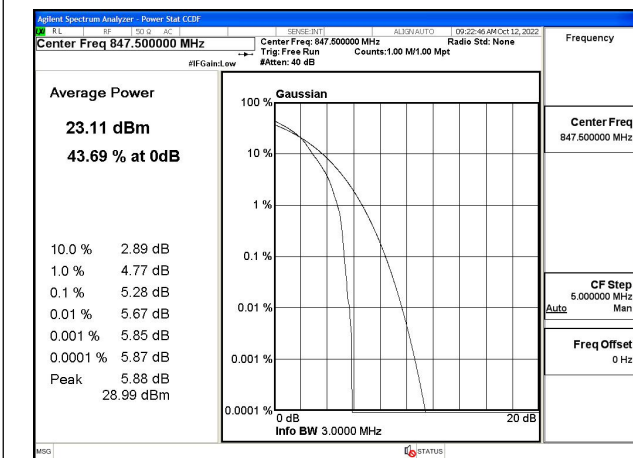 Agilent Spectrum Analyzer - Power Stat CCDF
LXI RL RF 50 Ω AC SENSE:INT ALIGN AUTO 09:22:46 AM Oct 12, 2022
Center Freq 847.500000 MHz
Center Freq: 847.500000 MHz Radio Std: None
Trig: Free Run Counts:1.00 M/1.00 Mpt
#IFGain:Low #Atten: 40 dB
Frequency
Average Power
23.11 dBm
43.69 % at 0dB
10.0 % 2.89 dB
1.0 % 4.77 dB
0.1 % 5.28 dB
0.01 % 5.67 dB
0.001 % 5.85 dB
0.0001 % 5.87 dB
Peak 5.88 dB
28.99 dBm
Gaussian
100 %
10 %
1 %
0.1 %
0.01 %
0.001 %
0.0001 %
0 dB 20 dB
Info BW 3.0000 MHz
Center Freq
847.500000 MHz
CF Step
5.000000 MHz
Auto Man
Freq Offset
0 Hz
MSG STATUS